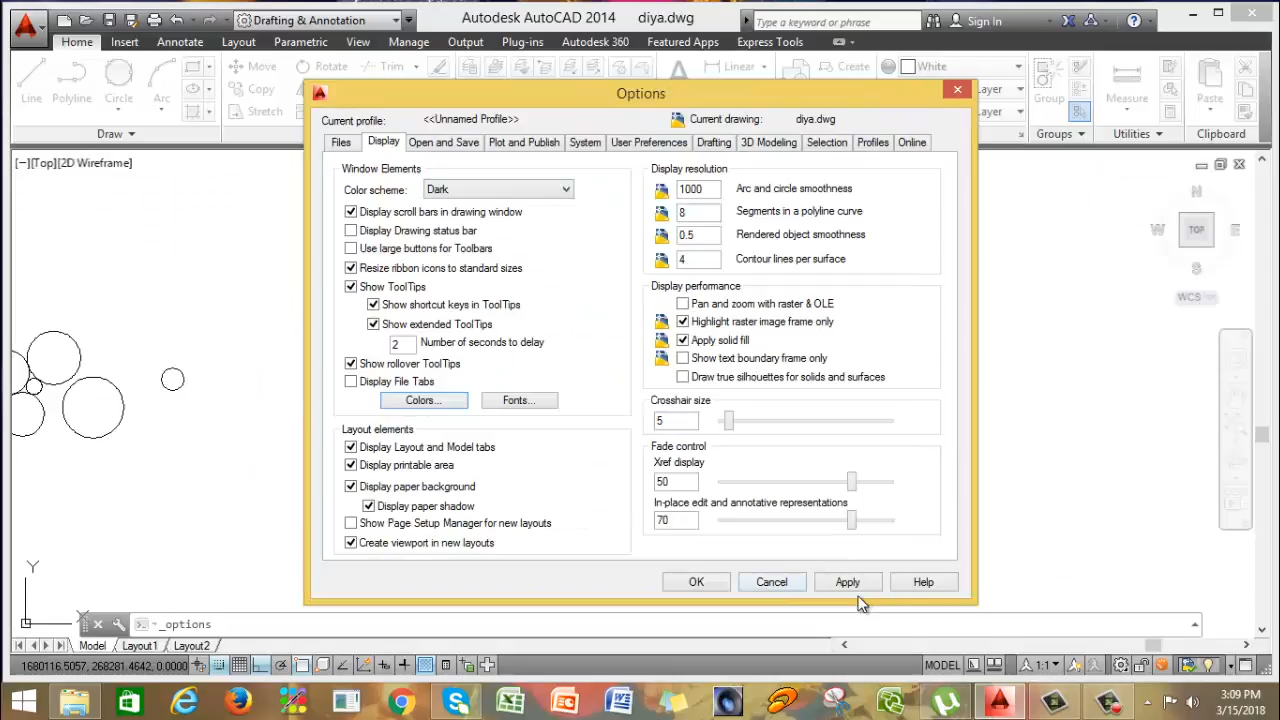 Drafting & Annotation
Autodesk AutoCAD 2014 diya.dwg
Type a keyword or phrase
Sign In
Home Insert Annotate Layout Parametric View Manage Output Plug-ins Autodesk 360 Featured Apps Express Tools
Move Rotate Trim Linear Create White
Copy Layer
Stretch Layer
Line Polyline Circle Arc A Group Measure Paste
Draw Groups Utilities Clipboard
[−][Top][2D Wireframe]
Options
Current profile: <<Unnamed Profile>> Current drawing: diya.dwg
Files Display Open and Save Plot and Publish System User Preferences Drafting 3D Modeling Selection Profiles Online
Window Elements
Color scheme: Dark
Display scroll bars in drawing window
Display Drawing status bar
Use large buttons for Toolbars
Resize ribbon icons to standard sizes
Show ToolTips
Show shortcut keys in ToolTips
Show extended ToolTips
2 Number of seconds to delay
Show rollover ToolTips
Display File Tabs
Colors... Fonts...
Layout elements
Display Layout and Model tabs
Display printable area
Display paper background
Display paper shadow
Show Page Setup Manager for new layouts
Create viewport in new layouts
Display resolution
1000 Arc and circle smoothness
8 Segments in a polyline curve
0.5 Rendered object smoothness
4 Contour lines per surface
Display performance
Pan and zoom with raster & OLE
Highlight raster image frame only
Apply solid fill
Show text boundary frame only
Draw true silhouettes for solids and surfaces
Crosshair size
5
Fade control
Xref display
50
In-place edit and annotative representations
70
OK Cancel Apply Help
N
W TOP E
S
WCS
Y
X
_options
Model Layout1 Layout2
1680116.5057, 268281.4642, 0.0000 MODEL 1:1
3:09 PM
3/15/2018